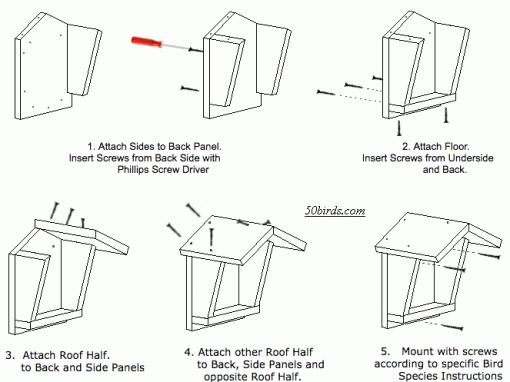 1. Attach Sides to Back Panel.
Insert Screws from Back Side with
Phillips Screw Driver
2. Attach Floor.
Insert Screws from Underside
and Back.
50birds.com
3. Attach Roof Half.
to Back and Side Panels
4. Attach other Roof Half
to Back, Side Panels and
opposite Roof Half.
5. Mount with screws
according to specific Bird
Species Instructions